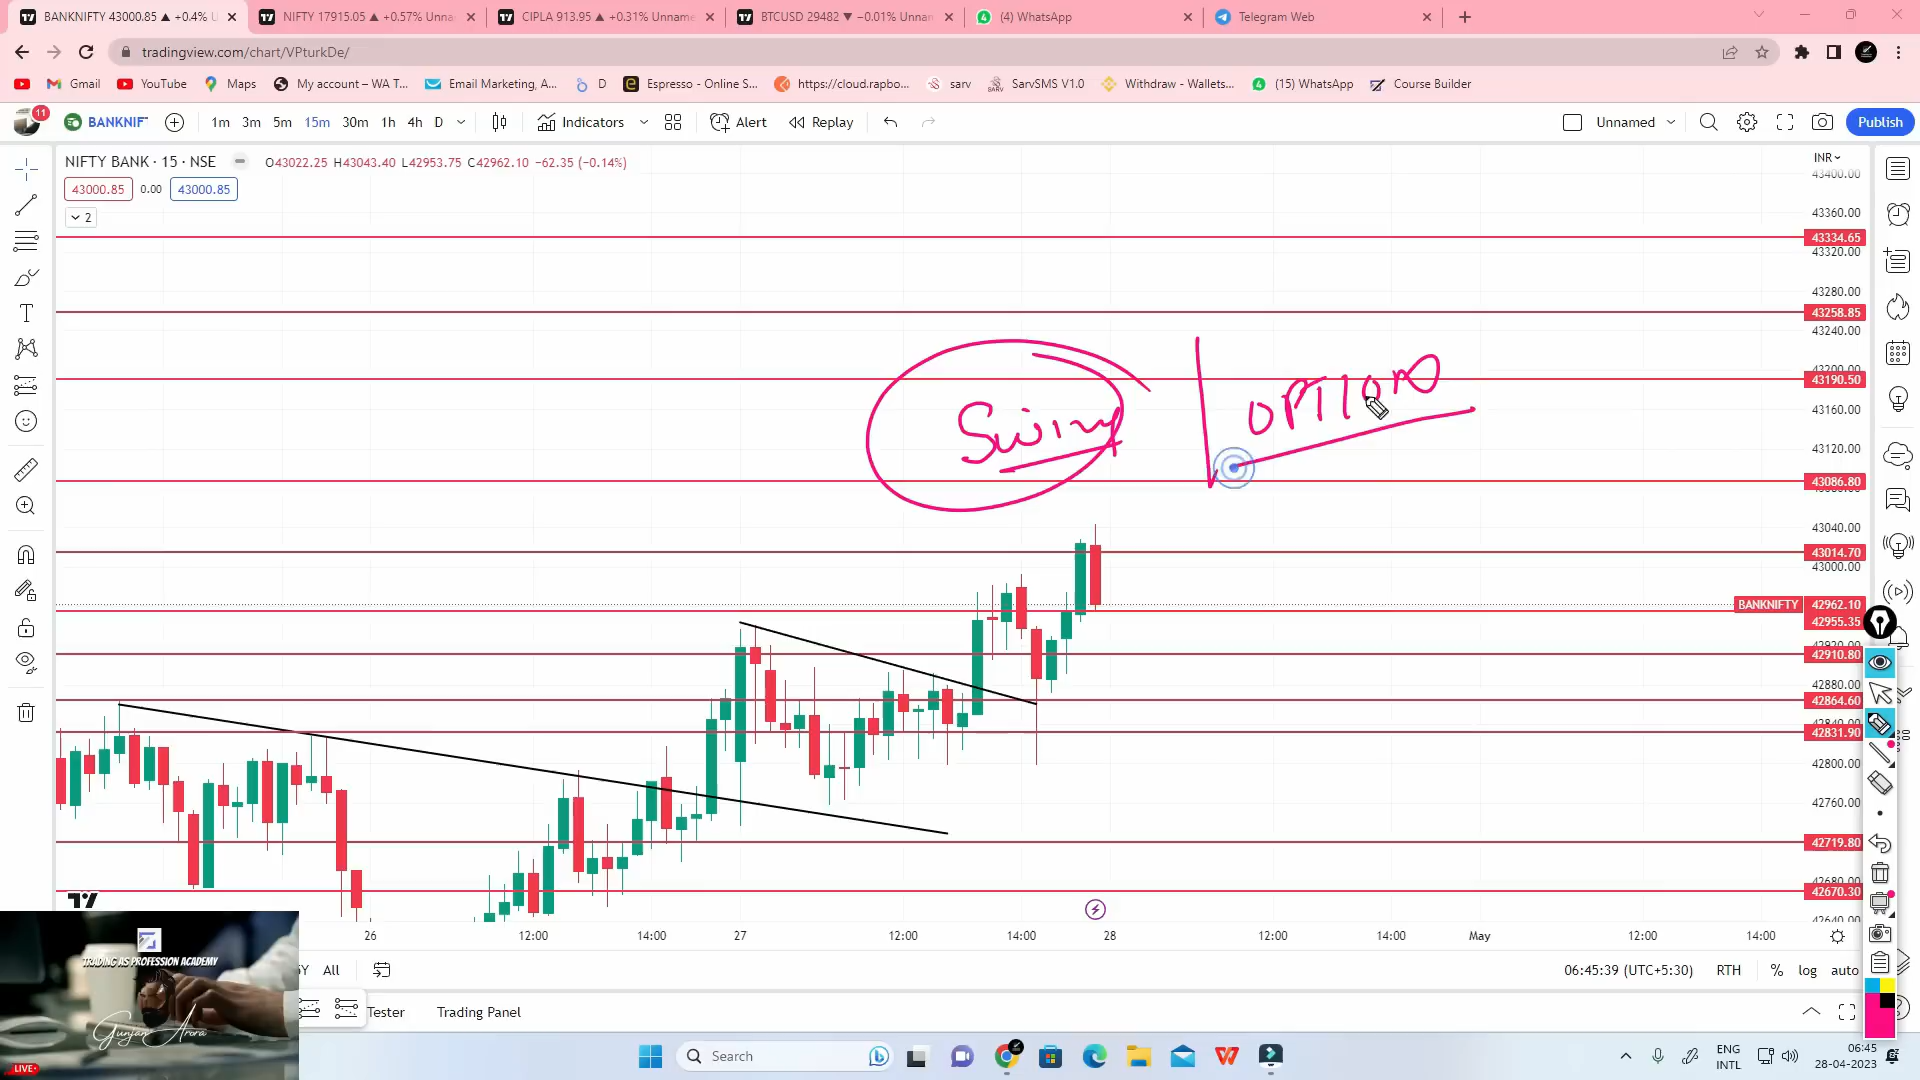 BANKNIFTY 43000.85 ▲ +0.4% U
NIFTY 17915.05 ▲ +0.57% Unna
CIPLA 913.95 ▲ +0.31% Unname
BTCUSD 29482 ▼ −0.01% Unnan
(4) WhatsApp
Telegram Web
tradingview.com/chart/VPturkDe/
Gmail
YouTube
Maps
My account – WA T...
Email Marketing, A...
D
Espresso - Online S...
https://cloud.rapbo...
sarv
SarvSMS V1.0
Withdraw - Wallets...
(15) WhatsApp
Course Builder
11
BANKNIF
1m 3m 5m 15m 30m 1h 4h D
Indicators
Alert
Replay
Unnamed
Publish
NIFTY BANK · 15 · NSE
O43022.25 H43043.40 L42953.75 C42962.10 −62.35 (−0.14%)
INR
43000.85 0.00 43000.85
2
43400.00
43360.00
43334.65
43320.00
43280.00
43258.85
43240.00
43200.00
43190.50
43160.00
43120.00
43086.80
43040.00
43014.70
43000.00
BANKNIFTY 42962.10
42955.35
42910.80
42880.00
42864.60
42831.90
42800.00
42760.00
42719.80
42680.00
42670.30
42640.00
Swing
OPTION
26 12:00 14:00 27 12:00 14:00 28 12:00 14:00 May 12:00 14:00
All
06:45:39 (UTC+5:30)
RTH
%
log
auto
Tester
Trading Panel
TRADING AS PROFESSION ACADEMY
Gunjan Arora
LIVE
Search
ENG
INTL
06:45
28-04-2023